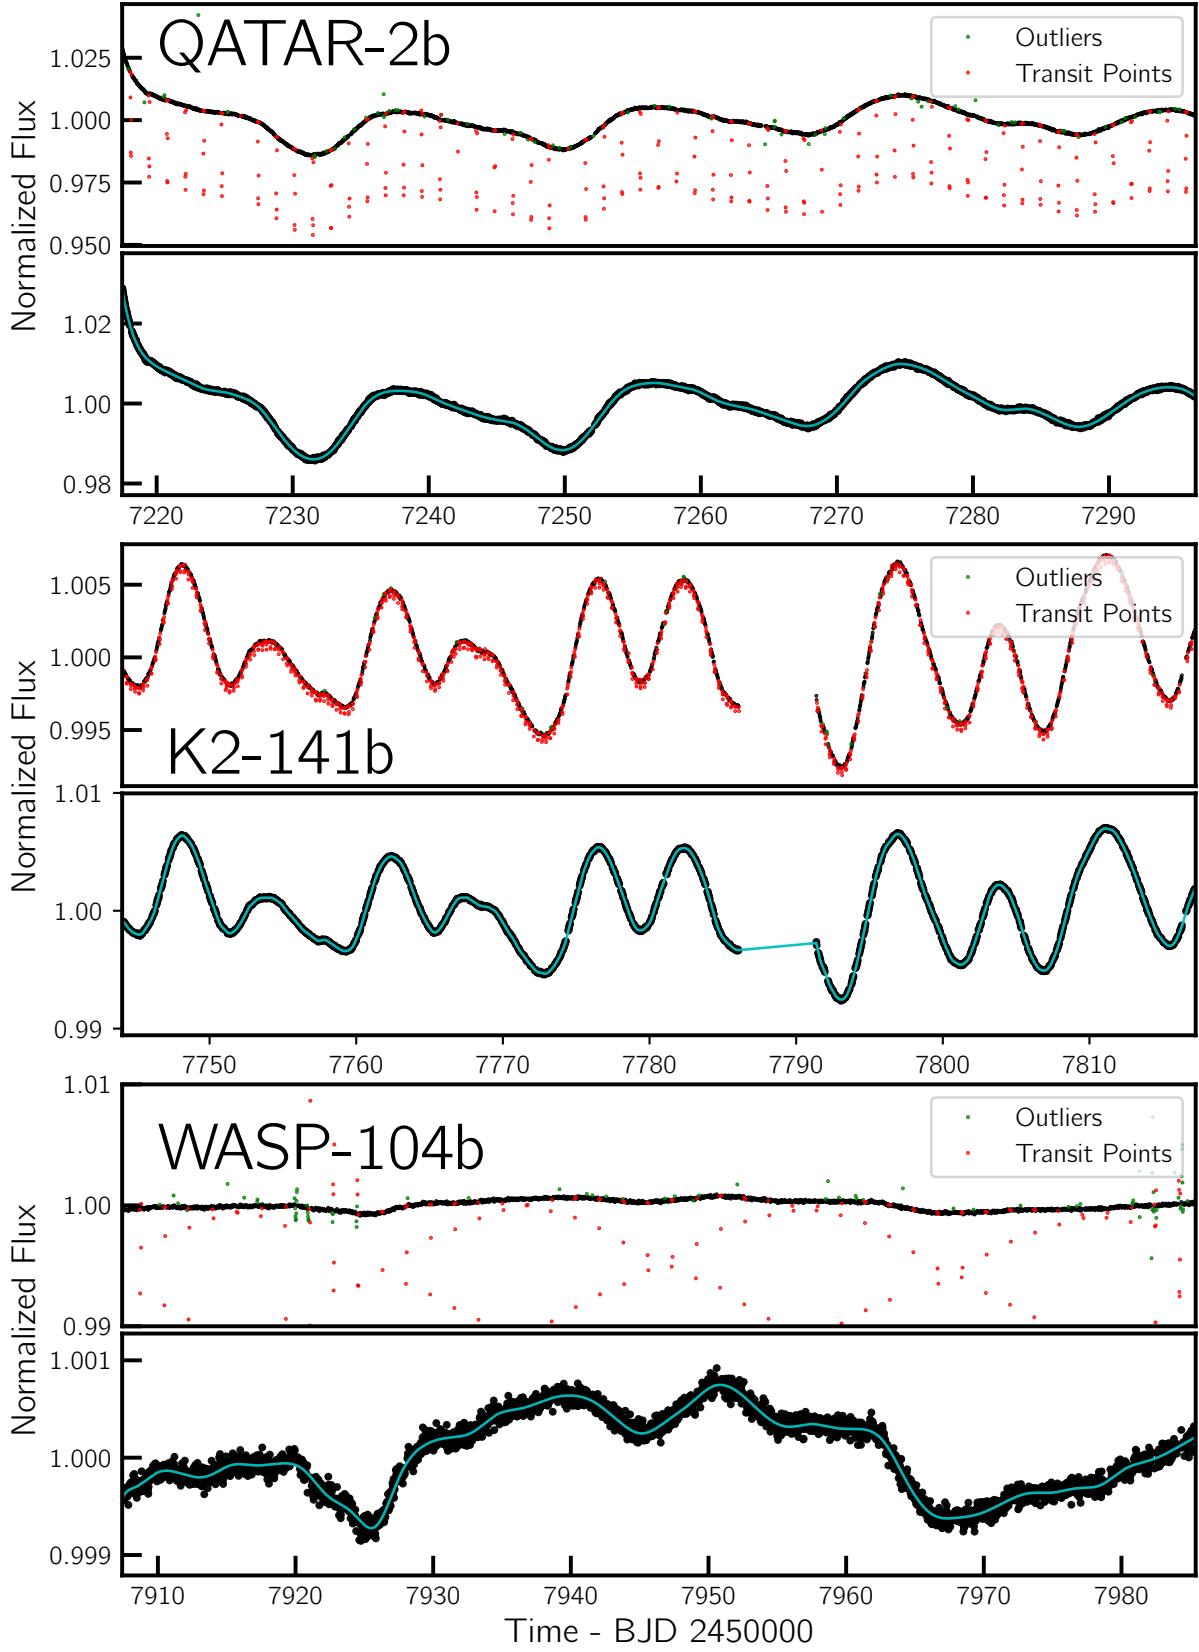 QATAR-2b
Outliers
Transit Points
1.025
1.000
0.975
0.950
Normalized Flux
1.02
1.00
0.98
7220 7230 7240 7250 7260 7270 7280 7290
K2-141b
Outliers
Transit Points
1.005
1.000
0.995
Normalized Flux
1.01
1.00
0.99
7750 7760 7770 7780 7790 7800 7810
WASP-104b
Outliers
Transit Points
1.01
1.00
0.99
Normalized Flux
1.001
1.000
0.999
7910 7920 7930 7940 7950 7960 7970 7980
Time - BJD 2450000